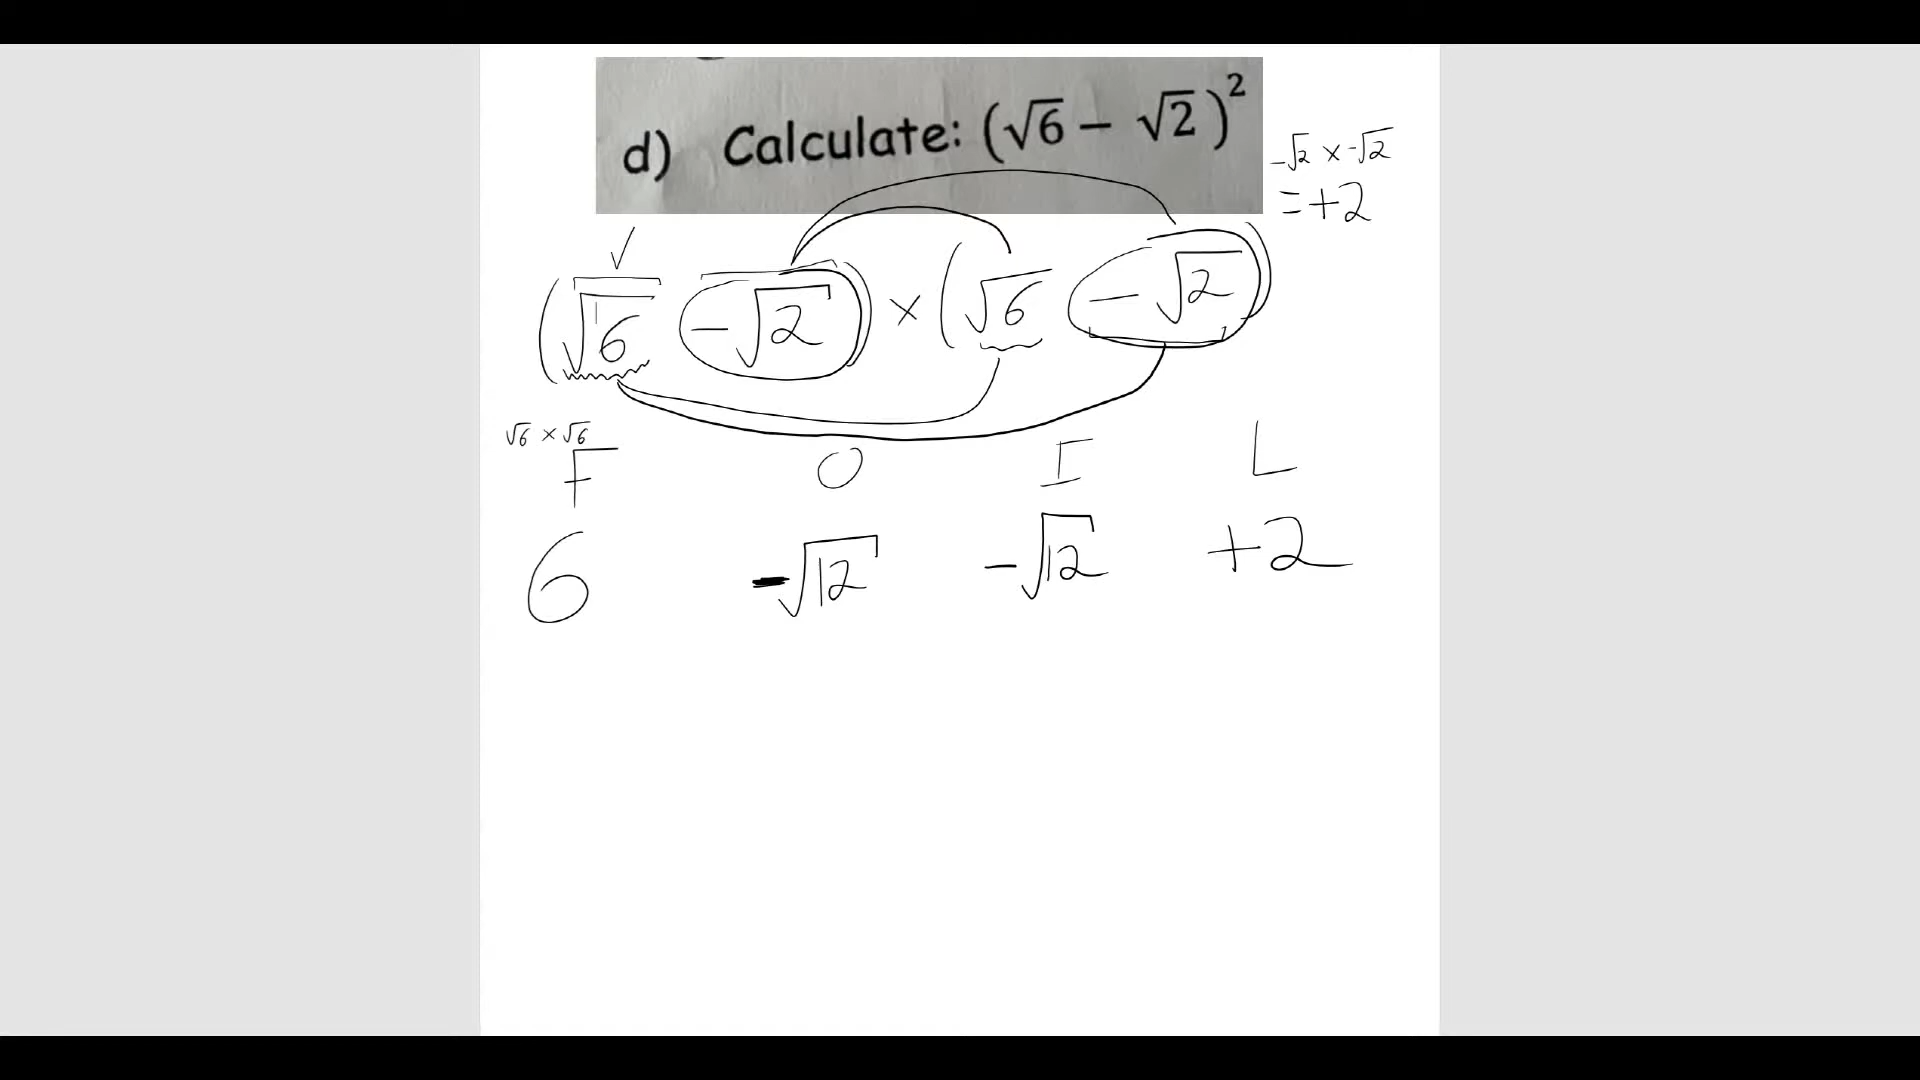 d) Calculate: (√6 − √2)²
−√2 × −√2
= +2
(√6 − √2) × (√6 − √2)
√6 × √6
F O I L
6 −√12 −√12 +2